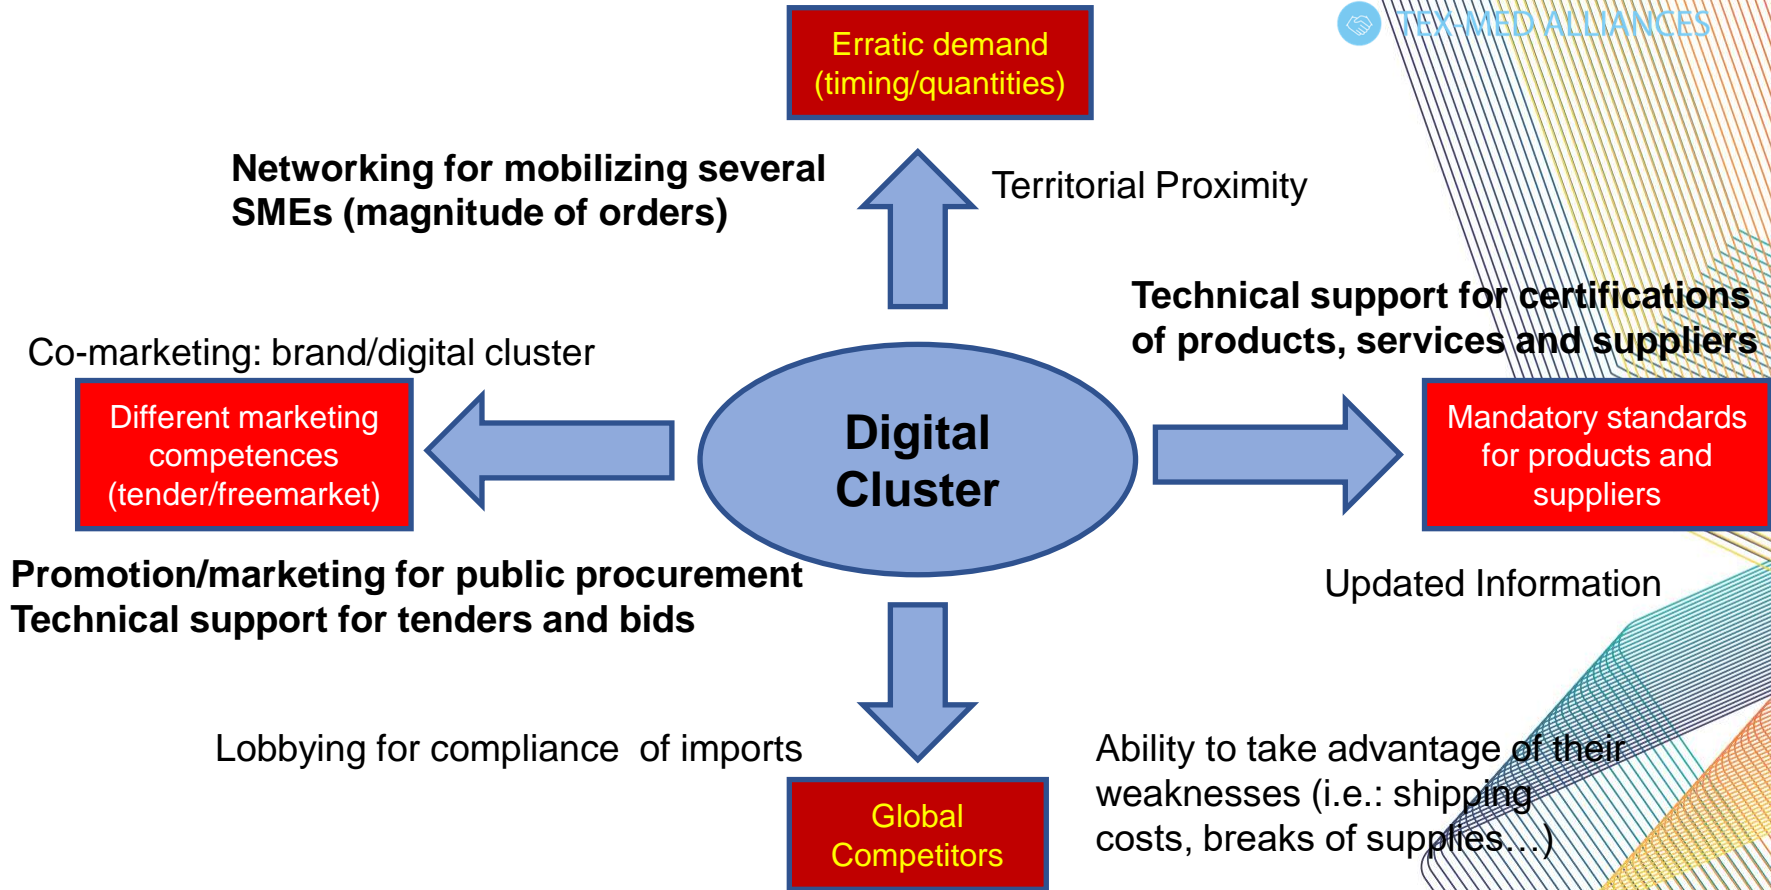 TEX-MED ALLIANCES
Erratic demand
(timing/quantities)
Networking for mobilizing several
SMEs (magnitude of orders)
Territorial Proximity
Technical support for certifications
of products, services and suppliers
Co-marketing: brand/digital cluster
Different marketing
competences
(tender/freemarket)
Digital
Cluster
Mandatory standards
for products and
suppliers
Promotion/marketing for public procurement
Technical support for tenders and bids
Updated Information
Lobbying for compliance  of imports
Ability to take advantage of their
weaknesses (i.e.: shipping
costs, breaks of supplies…)
Global
Competitors